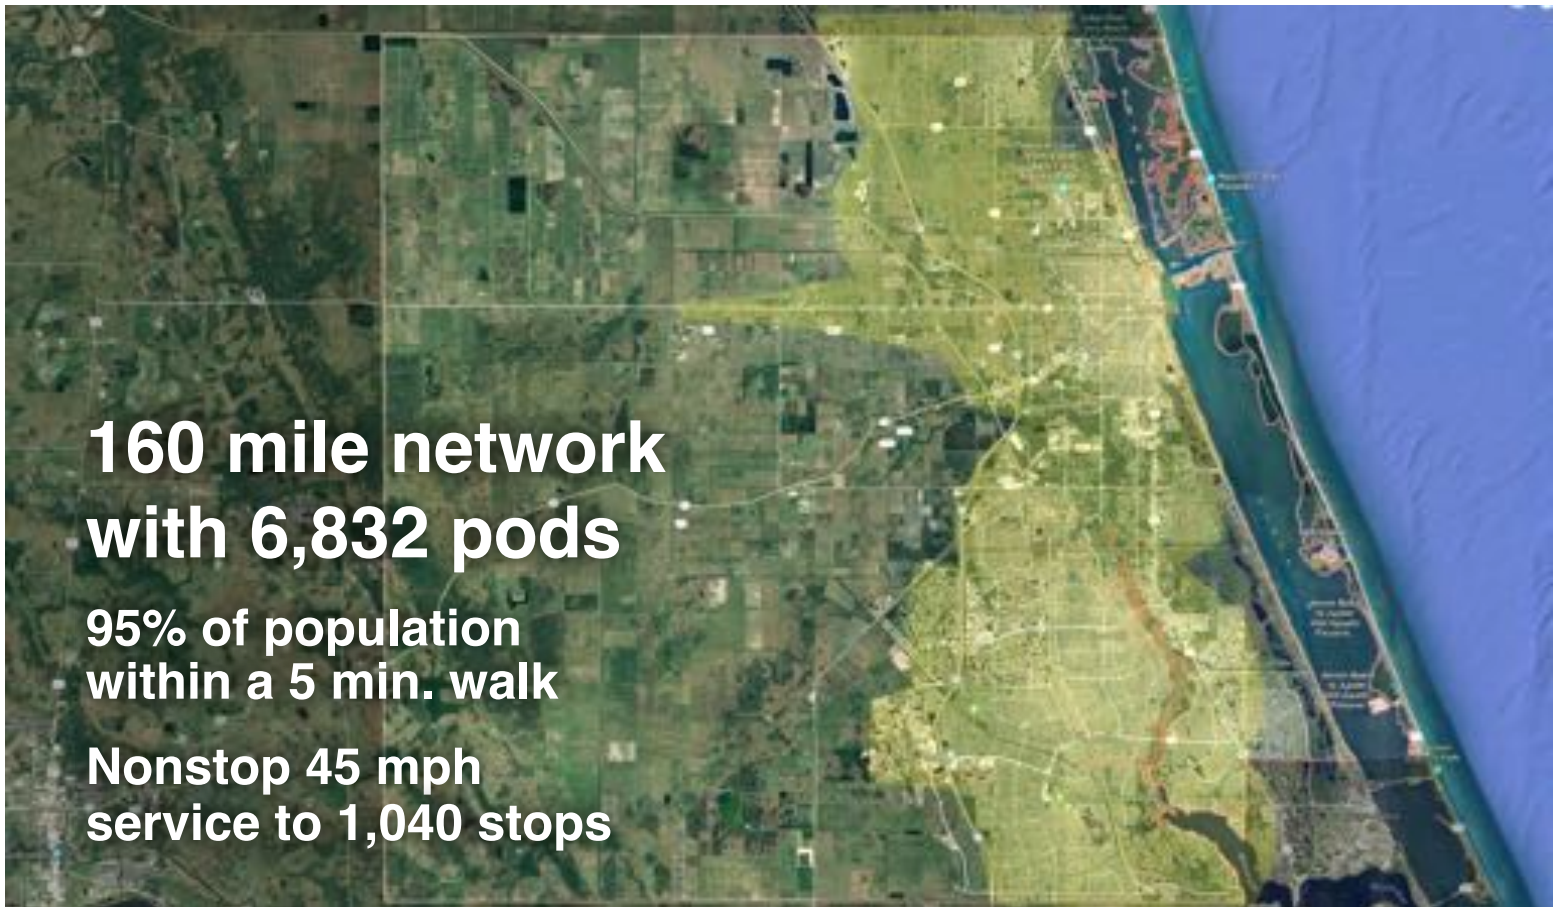 160 mile network
with 6,832 pods
95% of population
within a 5 min. walk
Nonstop 45 mph
service to 1,040 stops